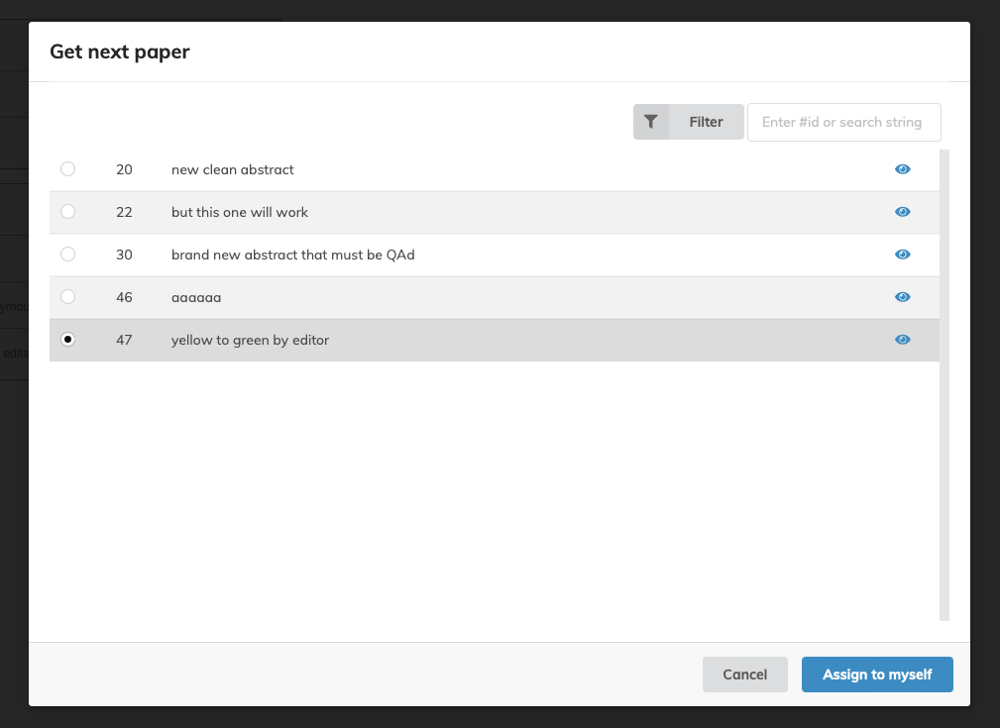 Get next paper
Filter
Enter #id or search string
20 new clean abstract
22 but this one will work
30 brand new abstract that must be QAd
46 aaaaaa
47 yellow to green by editor
ymou
edita
Cancel
Assign to myself